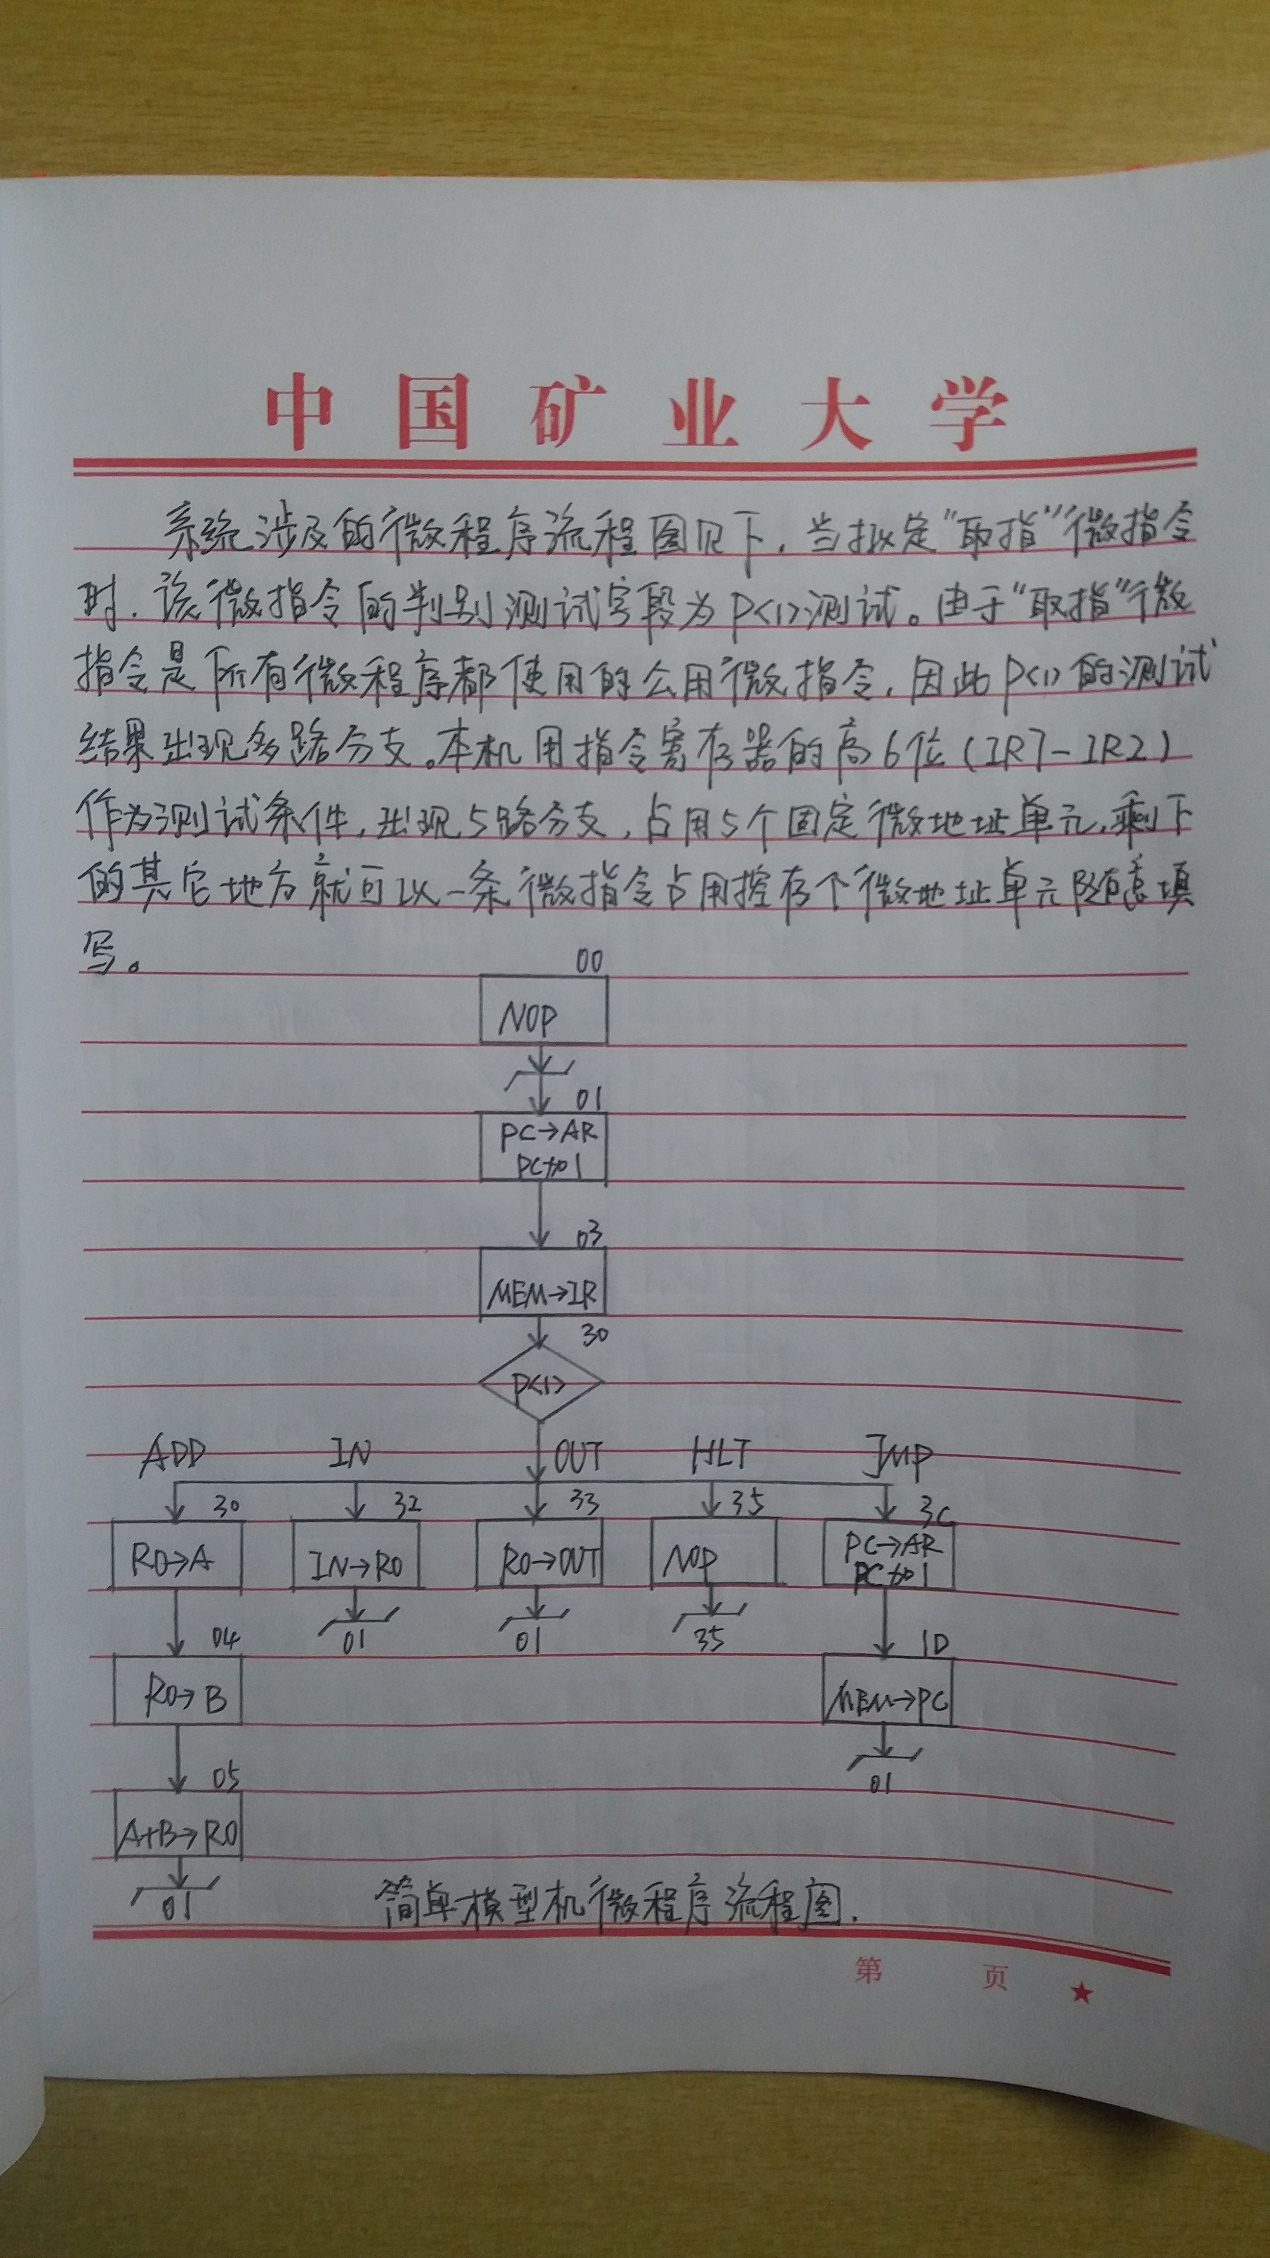 中国矿业大学
系统涉及的微程序流程图见下，当拟定“取指”微指令
时，该微指令的判别测试字段为P<1>测试。由于“取指”微
指令是所有微程序都使用的公用微指令，因此P<1>的测试
结果出现多路分支。本机用指令寄存器的高6位(IR7-IR2)
作为测试条件，出现5路分支，占用5个固定微地址单元，剩下
的其它地方就可以一条微指令占用控存个微地址单元随意填
写。
00
NOP
01
PC→AR
PC加1
03
MEM→IR
30
P<1>
ADD IN OUT HLT JMP
30 32 33 35 3C
R0→A IN→R0 R0→OUT NOP PC→AR
PC加1
01 01 35
04 1D
R0→B MEM→PC
01
05
A+B→R0
01
简单模型机微程序流程图.
第 页